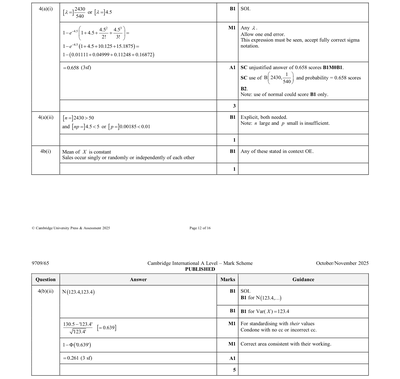 4(a)(i)
[λ =] 2430/540 or [λ =] 4.5
B1 SOI.
1 − e^−4.5 (1 + 4.5 + 4.5²/2! + 4.5³/3!) =
M1 Any λ.
Allow one end error.
This expression must be seen, accept fully correct sigma
notation.
1 − e^−4.5 (1 + 4.5 + 10.125 + 15.1875) =
1 − (0.01111 + 0.04999 + 0.11248 + 0.16872)
= 0.658 (3sf)
A1 SC unjustified answer of 0.658 scores B1M0B1.
SC use of B(2430, 1/540) and probability = 0.658 scores
B2.
Note: use of normal could score B1 only.
3
4(a)(ii)
[n =] 2430 > 50
and [np =] 4.5 < 5 or [p =] 0.00185 < 0.01
B1 Explicit, both needed.
Note: n large and p small is insufficient.
1
4(b)(i)
Mean of X is constant
Sales occur singly or randomly or independently of each other
B1 Any of these stated in context OE.
1
© Cambridge University Press & Assessment 2025
Page 12 of 16
9709/65
Cambridge International A Level – Mark Scheme
PUBLISHED
October/November 2025
Question Answer Marks Guidance
4(b)(ii)
N(123.4,123.4)
B1 SOI.
B1 for N(123.4,...)
B1 B1 for Var(X) = 123.4
130.5 − '123.4' / √'123.4' [= 0.639]
M1 For standardising with their values
Condone with no cc or incorrect cc.
1 − Φ('0.639')
M1 Correct area consistent with their working.
= 0.261 (3 sf)
A1
5